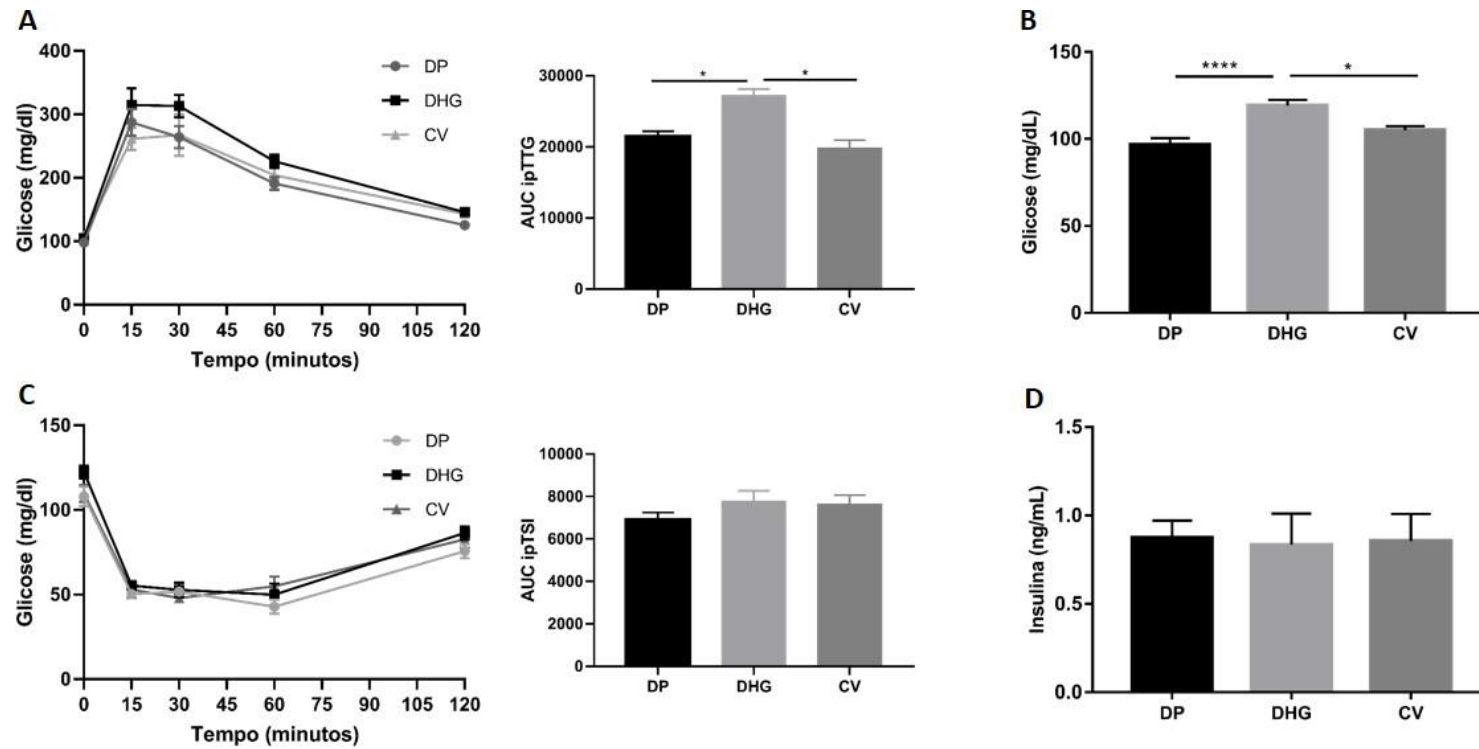 A
Glicose (mg/dl)
400
300
200
100
0
0 15 30 45 60 75 90 105 120
Tempo (minutos)
DP
DHG
CV
AUC ipTTG
30000
20000
10000
0
* *
DP DHG CV
B
Glicose (mg/dL)
150
100
50
0
**** *
DP DHG CV
C
Glicose (mg/dl)
150
100
50
0
0 15 30 45 60 75 90 105 120
Tempo (minutos)
DP
DHG
CV
AUC ipTSI
10000
8000
6000
4000
2000
0
DP DHG CV
D
Insulina (ng/mL)
1.5
1.0
0.5
0.0
DP DHG CV